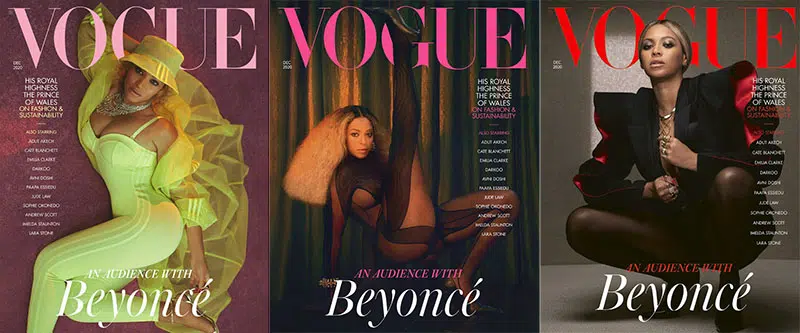 VOGUE
DEC
2020
HIS ROYAL
HIGHNESS
THE PRINCE
OF WALES
ON FASHION &
SUSTAINABILITY
ALSO STARRING
ADUT AKECH
CATE BLANCHETT
EMILIA CLARKE
DARKOO
AVNI DOSHI
PAAPA ESSIEDU
JUDE LAW
SOPHIE OKONEDO
ANDREW SCOTT
IMELDA STAUNTON
LARA STONE
AN AUDIENCE WITH
Beyoncé
VOGUE
DEC
2020
HIS ROYAL
HIGHNESS
THE PRINCE
OF WALES
ON FASHION &
SUSTAINABILITY
ALSO STARRING
ADUT AKECH
CATE BLANCHETT
EMILIA CLARKE
DARKOO
AVNI DOSHI
PAAPA ESSIEDU
JUDE LAW
SOPHIE OKONEDO
ANDREW SCOTT
IMELDA STAUNTON
LARA STONE
AN AUDIENCE WITH
Beyoncé
VOGUE
DEC
2020
HIS ROYAL
HIGHNESS
THE PRINCE
OF WALES
ON FASHION &
SUSTAINABILITY
ALSO STARRING
ADUT AKECH
CATE BLANCHETT
EMILIA CLARKE
DARKOO
AVNI DOSHI
PAAPA ESSIEDU
JUDE LAW
SOPHIE OKONEDO
ANDREW SCOTT
IMELDA STAUNTON
LARA STONE
AN AUDIENCE WITH
Beyoncé